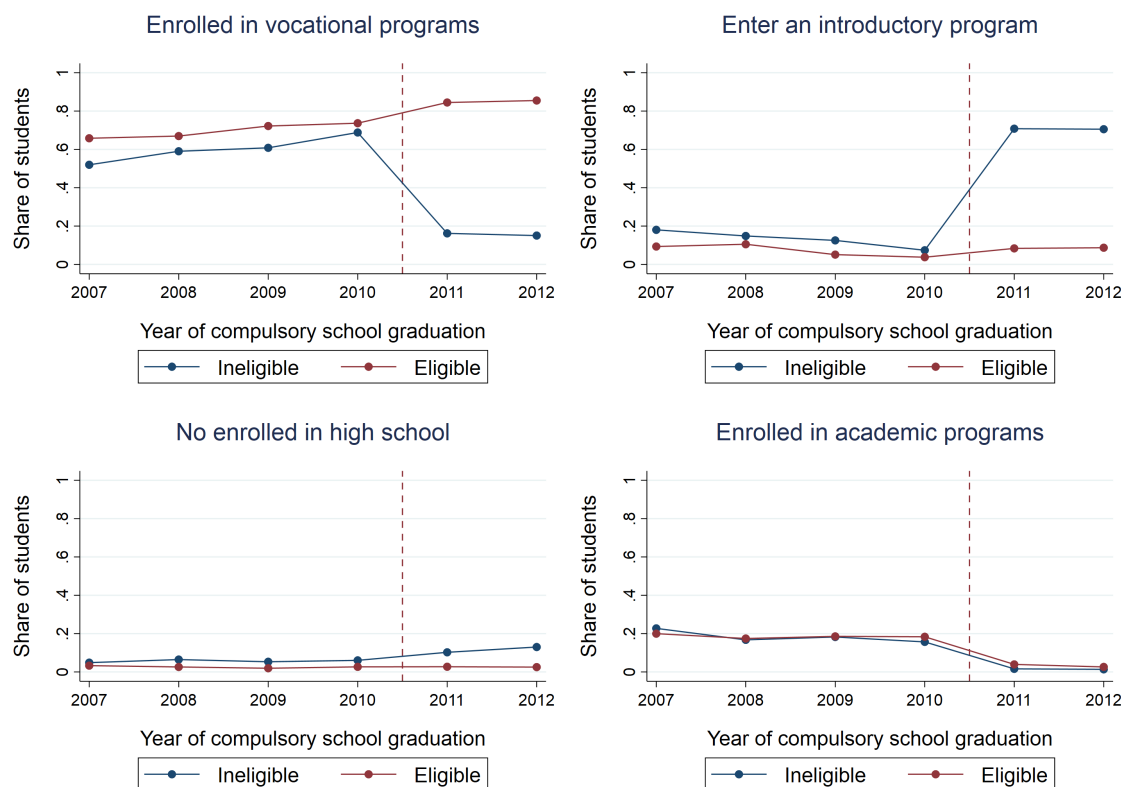 Enrolled in vocational programs
Share of students
1
.8
.6
.4
.2
0
2007 2008 2009 2010 2011 2012
Year of compulsory school graduation
Ineligible Eligible
Enter an introductory program
Share of students
1
.8
.6
.4
.2
0
2007 2008 2009 2010 2011 2012
Year of compulsory school graduation
Ineligible Eligible
No enrolled in high school
Share of students
1
.8
.6
.4
.2
0
2007 2008 2009 2010 2011 2012
Year of compulsory school graduation
Ineligible Eligible
Enrolled in academic programs
Share of students
1
.8
.6
.4
.2
0
2007 2008 2009 2010 2011 2012
Year of compulsory school graduation
Ineligible Eligible